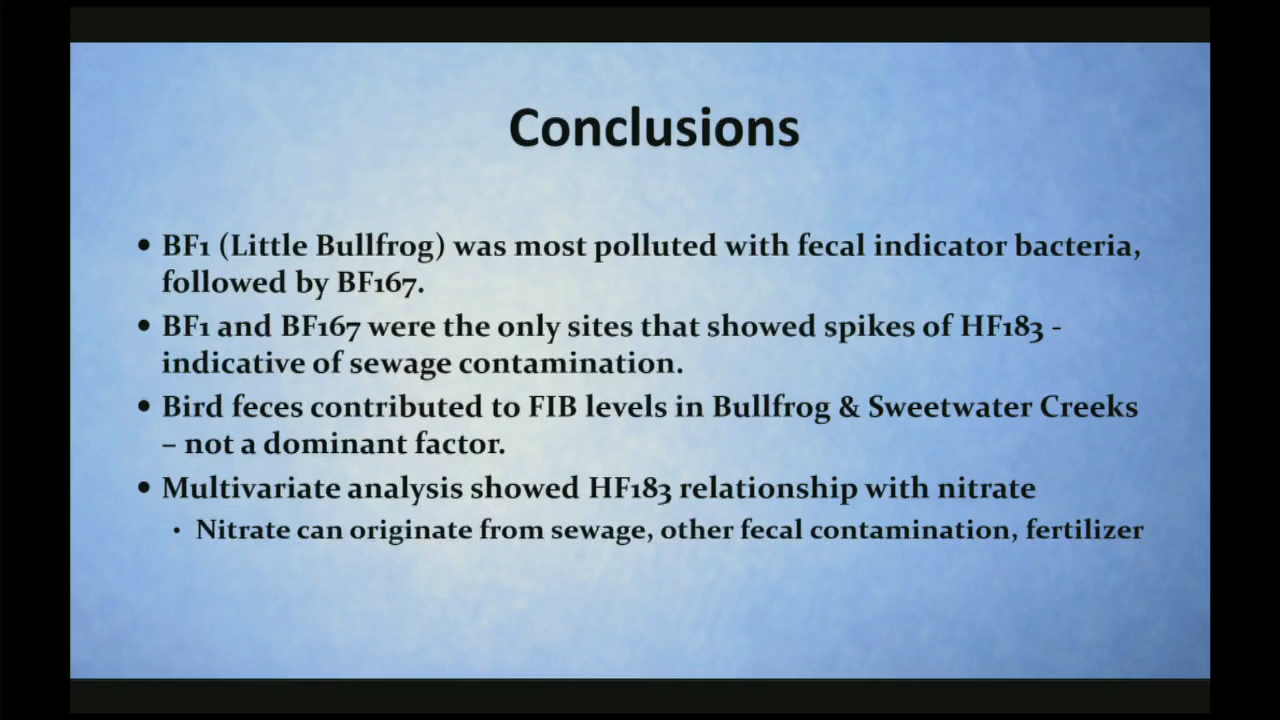 Conclusions
• BF1 (Little Bullfrog) was most polluted with fecal indicator bacteria,
followed by BF167.
• BF1 and BF167 were the only sites that showed spikes of HF183 -
indicative of sewage contamination.
• Bird feces contributed to FIB levels in Bullfrog & Sweetwater Creeks
– not a dominant factor.
• Multivariate analysis showed HF183 relationship with nitrate
• Nitrate can originate from sewage, other fecal contamination, fertilizer